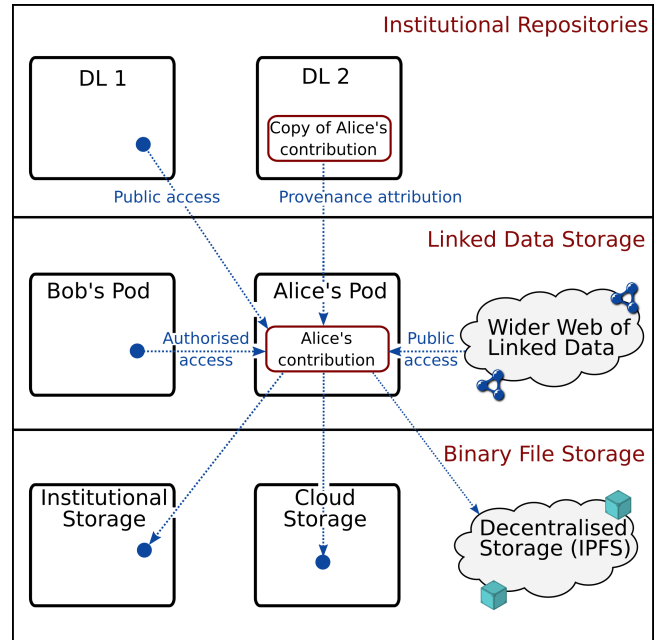 Institutional Repositories
DL 1
DL 2
Copy of Alice's
contribution
Public access
Provenance attribution
Linked Data Storage
Bob's Pod
Alice's Pod
Authorised
access
Alice's
contribution
Public
access
Wider Web of
Linked Data
Binary File Storage
Institutional
Storage
Cloud
Storage
Decentralised
Storage (IPFS)